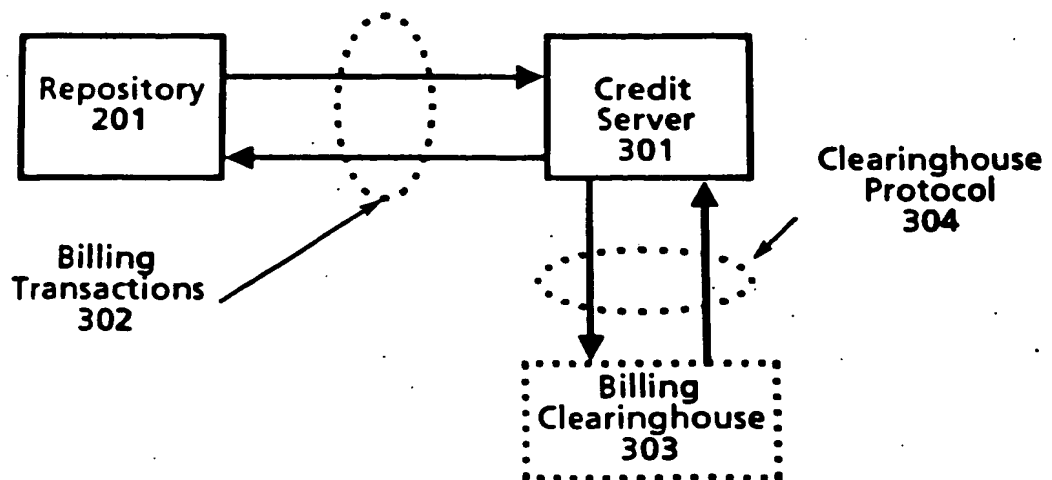 Repository
201
Credit
Server
301
Clearinghouse
Protocol
304
Billing
Transactions
302
Billing
Clearinghouse
303